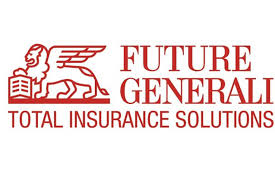 FUTURE
GENERALI
TOTAL INSURANCE SOLUTIONS